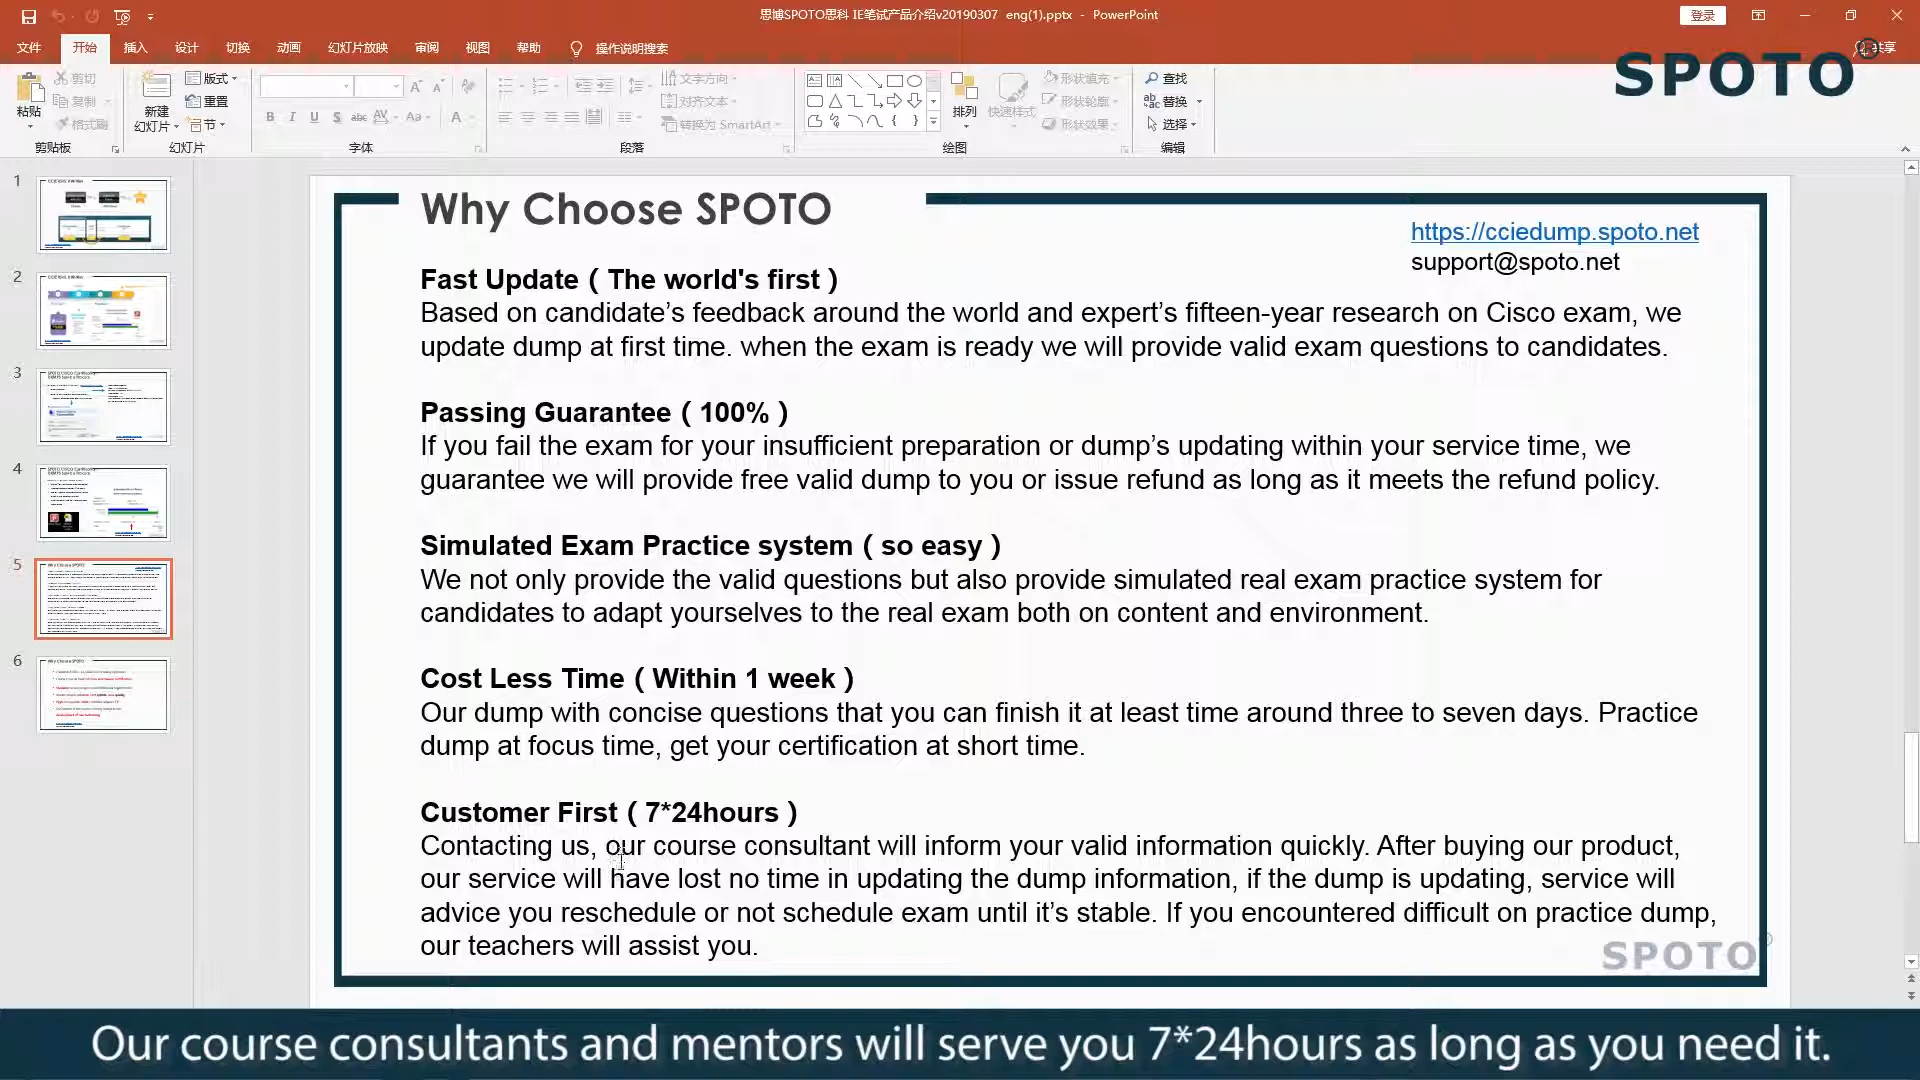 思博SPOTO思科 IE笔试产品介绍v20190307 eng(1).pptx - PowerPoint
登录
文件 开始 插入 设计 切换 动画 幻灯片放映 审阅 视图 帮助 操作说明搜索 共享
SPOTO
粘贴
剪切
复制
格式刷
剪贴板
新建
幻灯片
版式
重置
节
幻灯片
字体
文字方向
对齐文本
转换为 SmartArt
段落
排列
快速样式
形状填充
形状轮廓
形状效果
绘图
查找
替换
选择
编辑
1
2
3
4
5
6
Why Choose SPOTO
https://cciedump.spoto.net
support@spoto.net
Fast Update ( The world's first )
Based on candidate’s feedback around the world and expert’s fifteen-year research on Cisco exam, we
update dump at first time. when the exam is ready we will provide valid exam questions to candidates.
Passing Guarantee ( 100% )
If you fail the exam for your insufficient preparation or dump’s updating within your service time, we
guarantee we will provide free valid dump to you or issue refund as long as it meets the refund policy.
Simulated Exam Practice system ( so easy )
We not only provide the valid questions but also provide simulated real exam practice system for
candidates to adapt yourselves to the real exam both on content and environment.
Cost Less Time ( Within 1 week )
Our dump with concise questions that you can finish it at least time around three to seven days. Practice
dump at focus time, get your certification at short time.
Customer First ( 7*24hours )
Contacting us, our course consultant will inform your valid information quickly. After buying our product,
our service will have lost no time in updating the dump information, if the dump is updating, service will
advice you reschedule or not schedule exam until it’s stable. If you encountered difficult on practice dump,
our teachers will assist you.
SPOTO
Our course consultants and mentors will serve you 7*24hours as long as you need it.